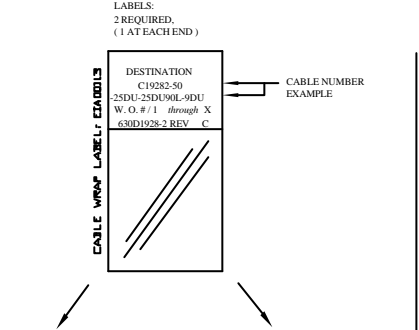 LABELS:
2 REQUIRED,
( 1 AT EACH END )
DESTINATION
C19282-50
-25DU-25DU90L-9DU
W. O. # / 1 through X
630D1928-2 REV C
CABLE NUMBER
EXAMPLE
CABLE WRAP LABEL: EIA00013